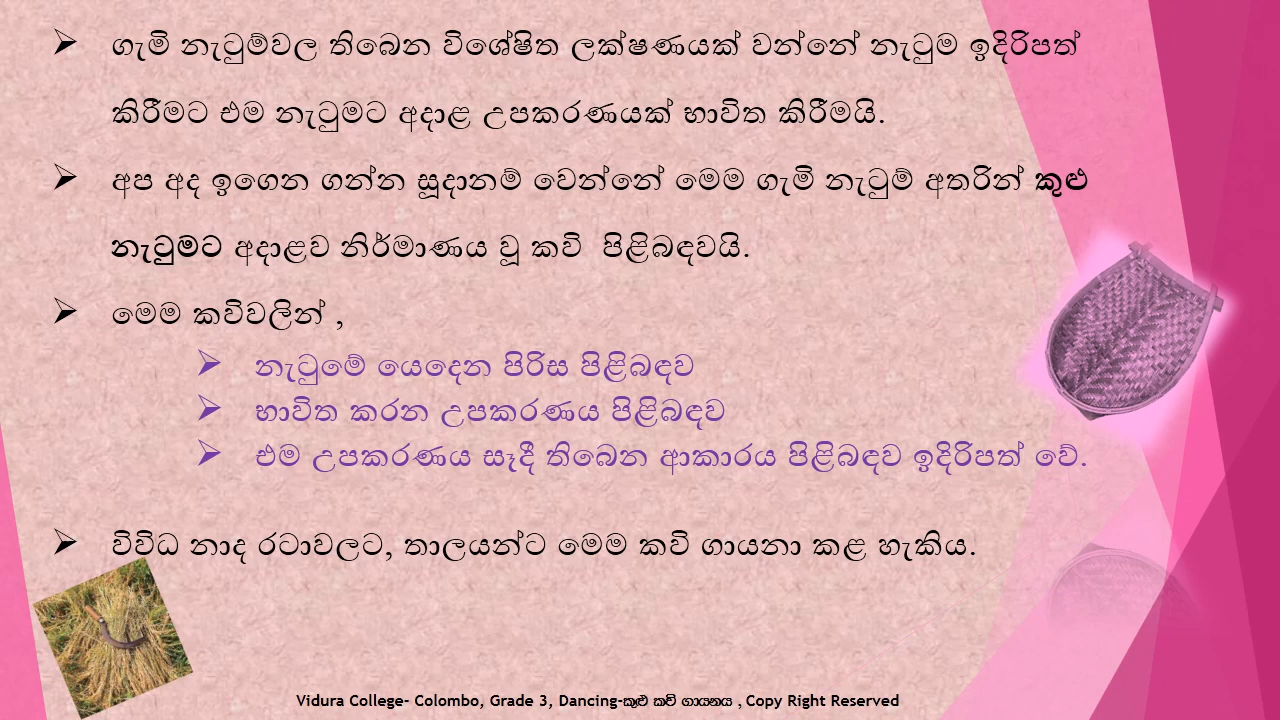 ➢ ගැමි නැටුම්වල තිබෙන විශේෂිත ලක්ෂණයක් වන්නේ නැටුම ඉදිරිපත්
කිරීමට එම නැටුමට අදාළ උපකරණයක් භාවිත කිරීමයි.
➢ අප අද ඉගෙන ගන්න සූදානම් වෙන්නේ මෙම ගැමි නැටුම් අතරින් කුළු
නැටුමට අදාළව නිර්මාණය වූ කවි පිළිබඳවයි.
➢ මෙම කවිවලින් ,
➢ නැටුමේ යෙදෙන පිරිස පිළිබඳව
➢ භාවිත කරන උපකරණය පිළිබඳව
➢ එම උපකරණය සෑදී තිබෙන ආකාරය පිළිබඳව ඉදිරිපත් වේ.
➢ විවිධ නාද රටාවලට, තාලයන්ට මෙම කවි ගායනා කළ හැකිය.
Vidura College- Colombo, Grade 3, Dancing-කුළු කවි ගායනය , Copy Right Reserved